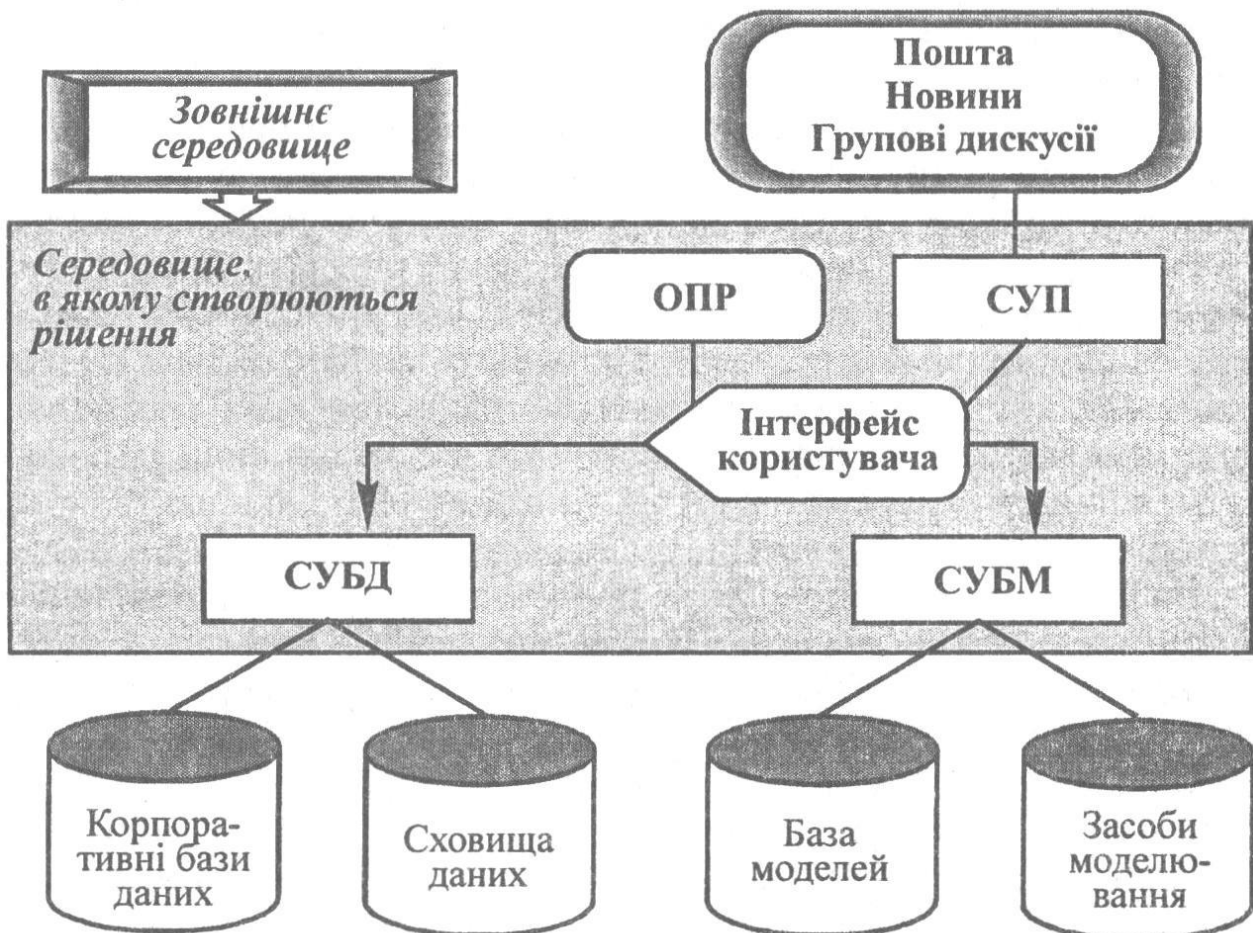 Зовнішнє
середовище
Пошта
Новини
Групові дискусії
Середовище,
в якому створюються
рішення
ОПР
СУП
Інтерфейс
користувача
СУБД
СУБМ
Корпора-
тивні бази
даних
Сховища
даних
База
моделей
Засоби
моделю-
вання